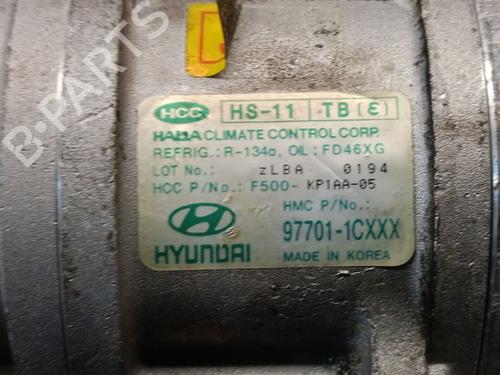 HCC HS-11 TB(ε)
HALLA CLIMATE CONTROL CORP.
REFRIG.: R-134a, OIL: FD46XG
LOT No.: zLBA 0194
HCC P/No.: F500- KP1AA-05
HMC P/No.:
97701-1CXXX
HYUNDAI
MADE IN KOREA
B-PARTS